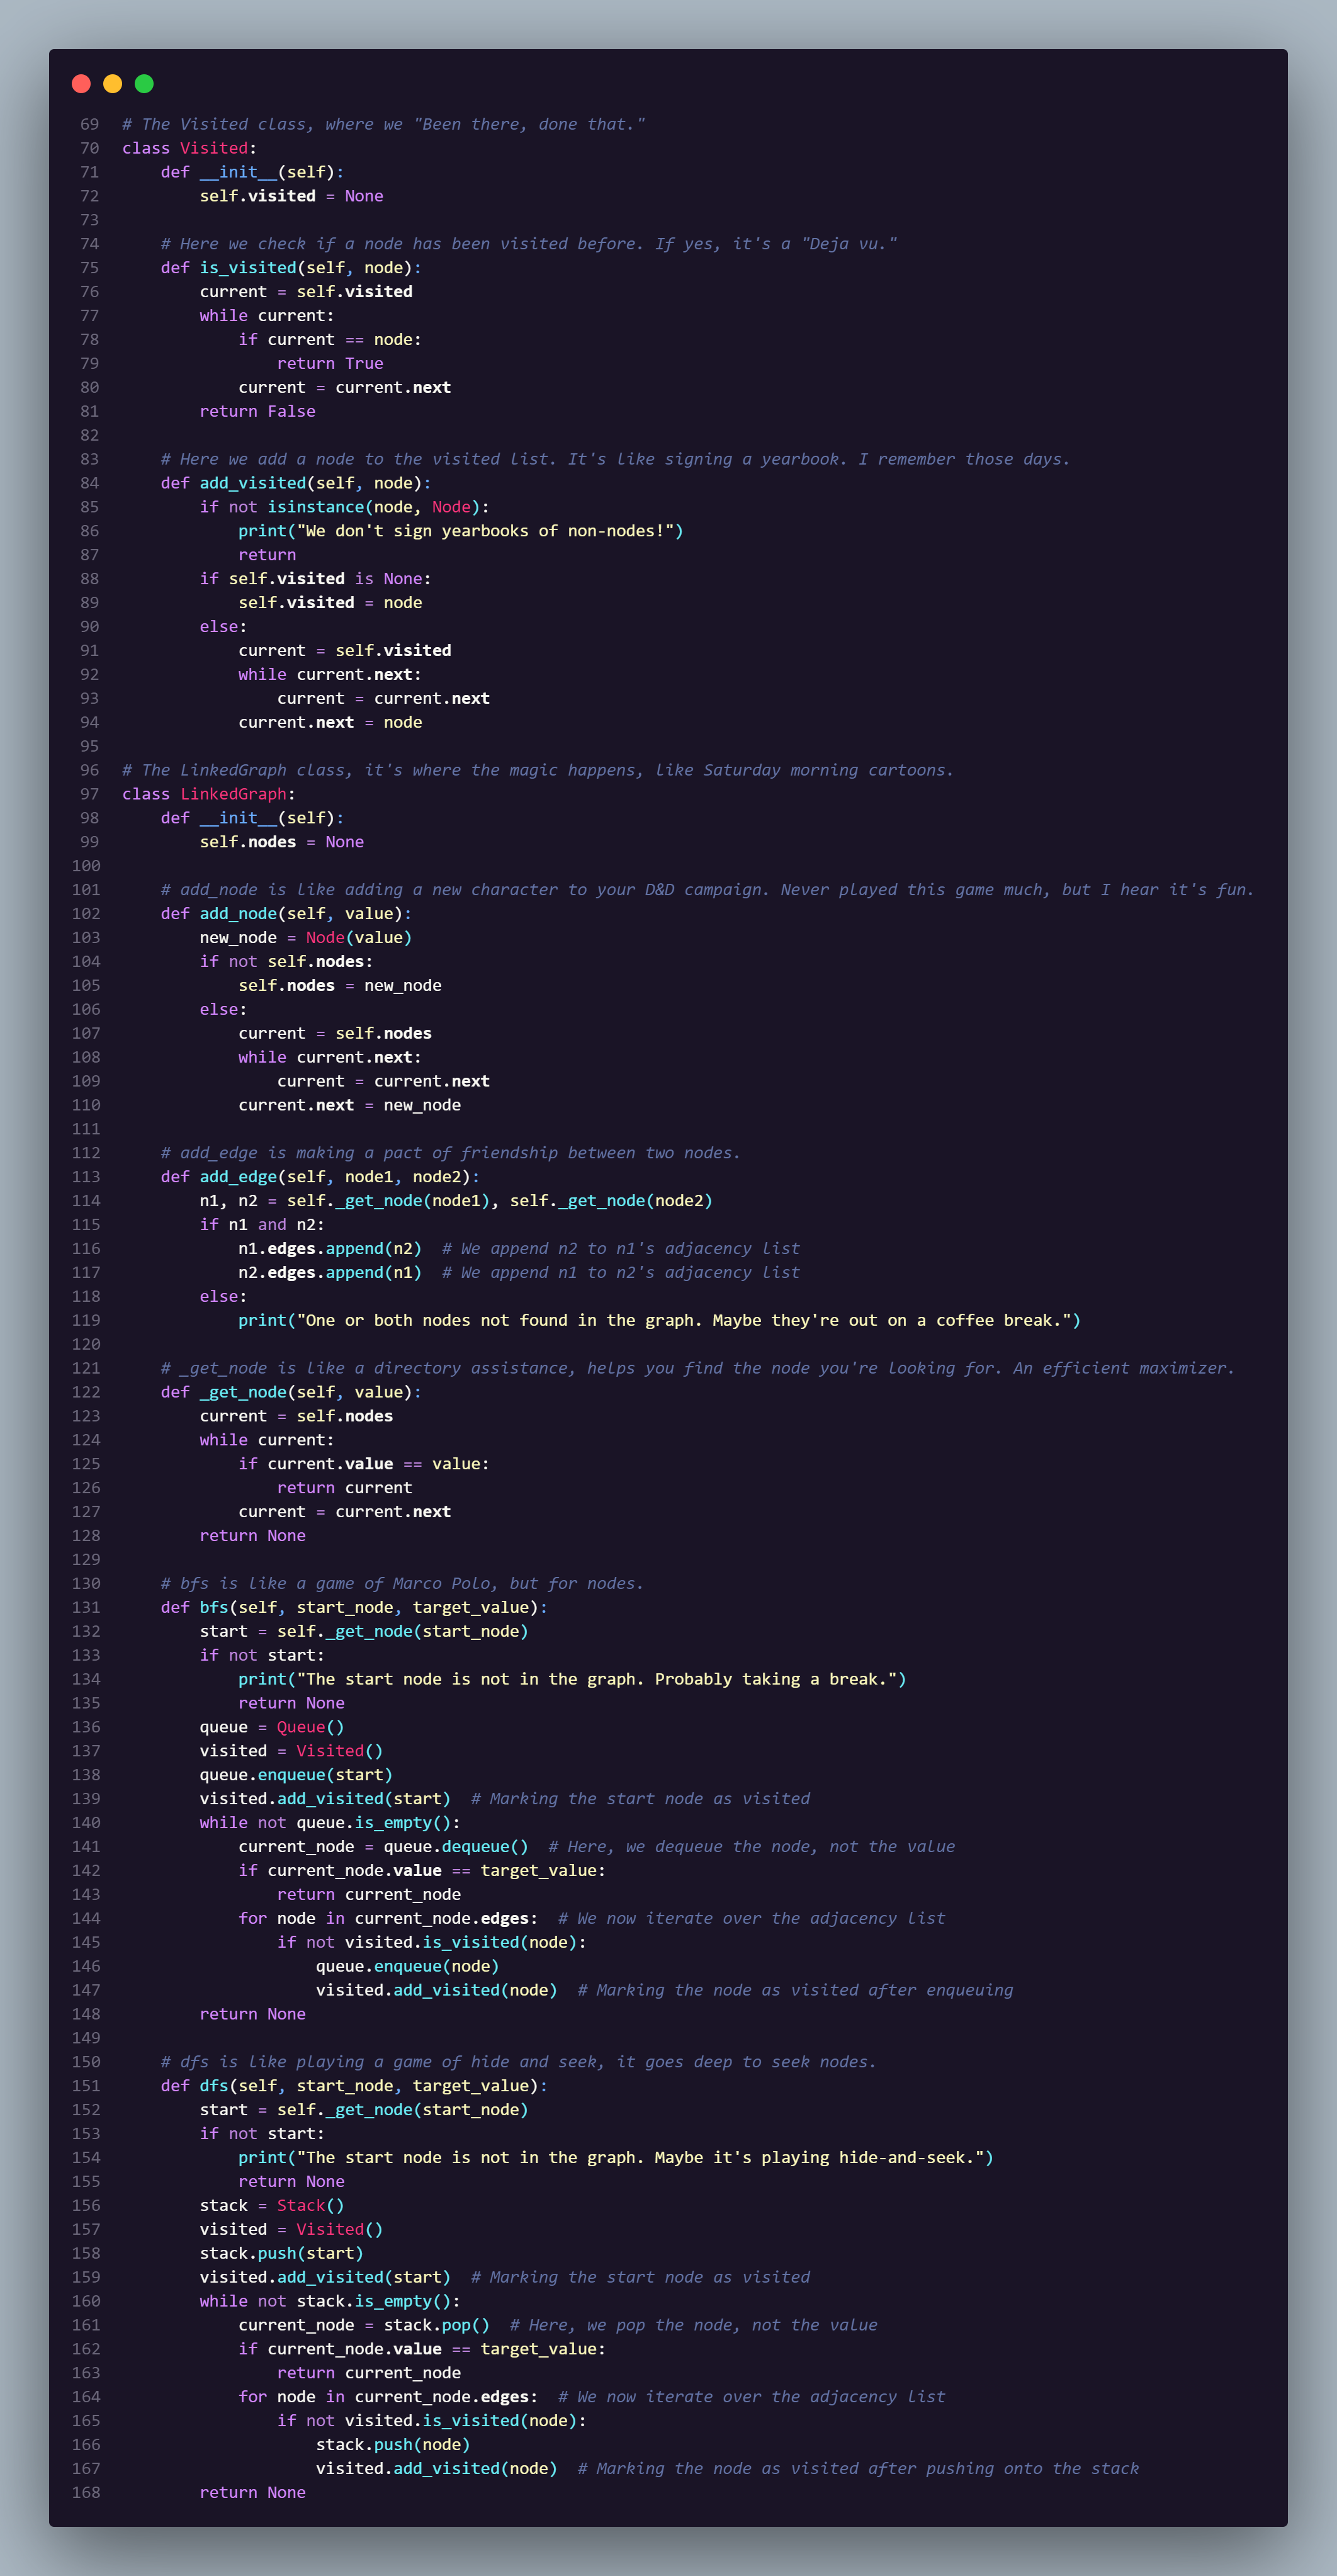 69 # The Visited class, where we "Been there, done that."
70 class Visited:
71     def __init__(self):
72         self.visited = None
73
74     # Here we check if a node has been visited before. If yes, it's a "Deja vu."
75     def is_visited(self, node):
76         current = self.visited
77         while current:
78             if current == node:
79                 return True
80             current = current.next
81         return False
82
83     # Here we add a node to the visited list. It's like signing a yearbook. I remember those days.
84     def add_visited(self, node):
85         if not isinstance(node, Node):
86             print("We don't sign yearbooks of non-nodes!")
87             return
88         if self.visited is None:
89             self.visited = node
90         else:
91             current = self.visited
92             while current.next:
93                 current = current.next
94             current.next = node
95
96 # The LinkedGraph class, it's where the magic happens, like Saturday morning cartoons.
97 class LinkedGraph:
98     def __init__(self):
99         self.nodes = None
100
101     # add_node is like adding a new character to your D&D campaign. Never played this game much, but I hear it's fun.
102     def add_node(self, value):
103         new_node = Node(value)
104         if not self.nodes:
105             self.nodes = new_node
106         else:
107             current = self.nodes
108             while current.next:
109                 current = current.next
110             current.next = new_node
111
112     # add_edge is making a pact of friendship between two nodes.
113     def add_edge(self, node1, node2):
114         n1, n2 = self._get_node(node1), self._get_node(node2)
115         if n1 and n2:
116             n1.edges.append(n2)  # We append n2 to n1's adjacency list
117             n2.edges.append(n1)  # We append n1 to n2's adjacency list
118         else:
119             print("One or both nodes not found in the graph. Maybe they're out on a coffee break.")
120
121     # _get_node is like a directory assistance, helps you find the node you're looking for. An efficient maximizer.
122     def _get_node(self, value):
123         current = self.nodes
124         while current:
125             if current.value == value:
126                 return current
127             current = current.next
128         return None
129
130     # bfs is like a game of Marco Polo, but for nodes.
131     def bfs(self, start_node, target_value):
132         start = self._get_node(start_node)
133         if not start:
134             print("The start node is not in the graph. Probably taking a break.")
135             return None
136         queue = Queue()
137         visited = Visited()
138         queue.enqueue(start)
139         visited.add_visited(start)  # Marking the start node as visited
140         while not queue.is_empty():
141             current_node = queue.dequeue()  # Here, we dequeue the node, not the value
142             if current_node.value == target_value:
143                 return current_node
144             for node in current_node.edges:  # We now iterate over the adjacency list
145                 if not visited.is_visited(node):
146                     queue.enqueue(node)
147                     visited.add_visited(node)  # Marking the node as visited after enqueuing
148         return None
149
150     # dfs is like playing a game of hide and seek, it goes deep to seek nodes.
151     def dfs(self, start_node, target_value):
152         start = self._get_node(start_node)
153         if not start:
154             print("The start node is not in the graph. Maybe it's playing hide-and-seek.")
155             return None
156         stack = Stack()
157         visited = Visited()
158         stack.push(start)
159         visited.add_visited(start)  # Marking the start node as visited
160         while not stack.is_empty():
161             current_node = stack.pop()  # Here, we pop the node, not the value
162             if current_node.value == target_value:
163                 return current_node
164             for node in current_node.edges:  # We now iterate over the adjacency list
165                 if not visited.is_visited(node):
166                     stack.push(node)
167                     visited.add_visited(node)  # Marking the node as visited after pushing onto the stack
168         return None